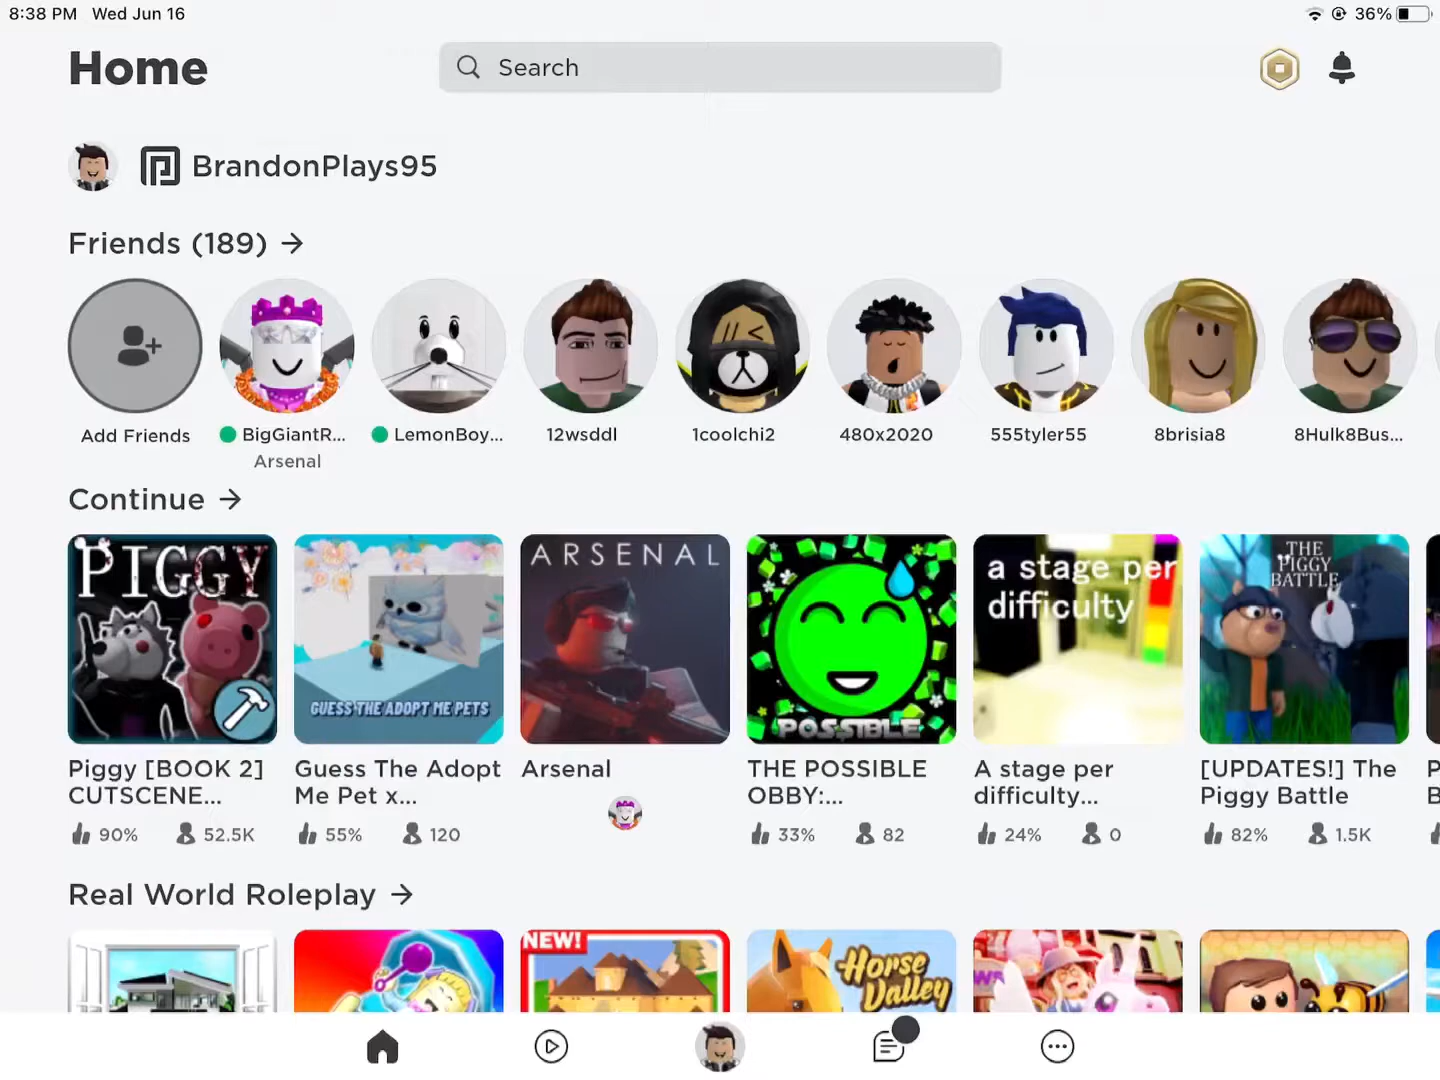 8:38 PM Wed Jun 16 36%
Home
Search
BrandonPlays95
Friends (189) →
Add Friends
BigGiantR...
Arsenal
LemonBoy...
12wsddl
1coolchi2
480x2020
555tyler55
8brisia8
8Hulk8Bus...
Continue →
PIGGY
GUESS THE ADOPT ME PETS
ARSENAL
POSSIBLE
a stage per
difficulty
THE
PIGGY
BATTLE
Piggy [BOOK 2]
CUTSCENE...
90% 52.5K
Guess The Adopt
Me Pet x...
55% 120
Arsenal
THE POSSIBLE
OBBY:...
33% 82
A stage per
difficulty...
24% 0
[UPDATES!] The
Piggy Battle
82% 1.5K
Real World Roleplay →
NEW!
Horse
Valley